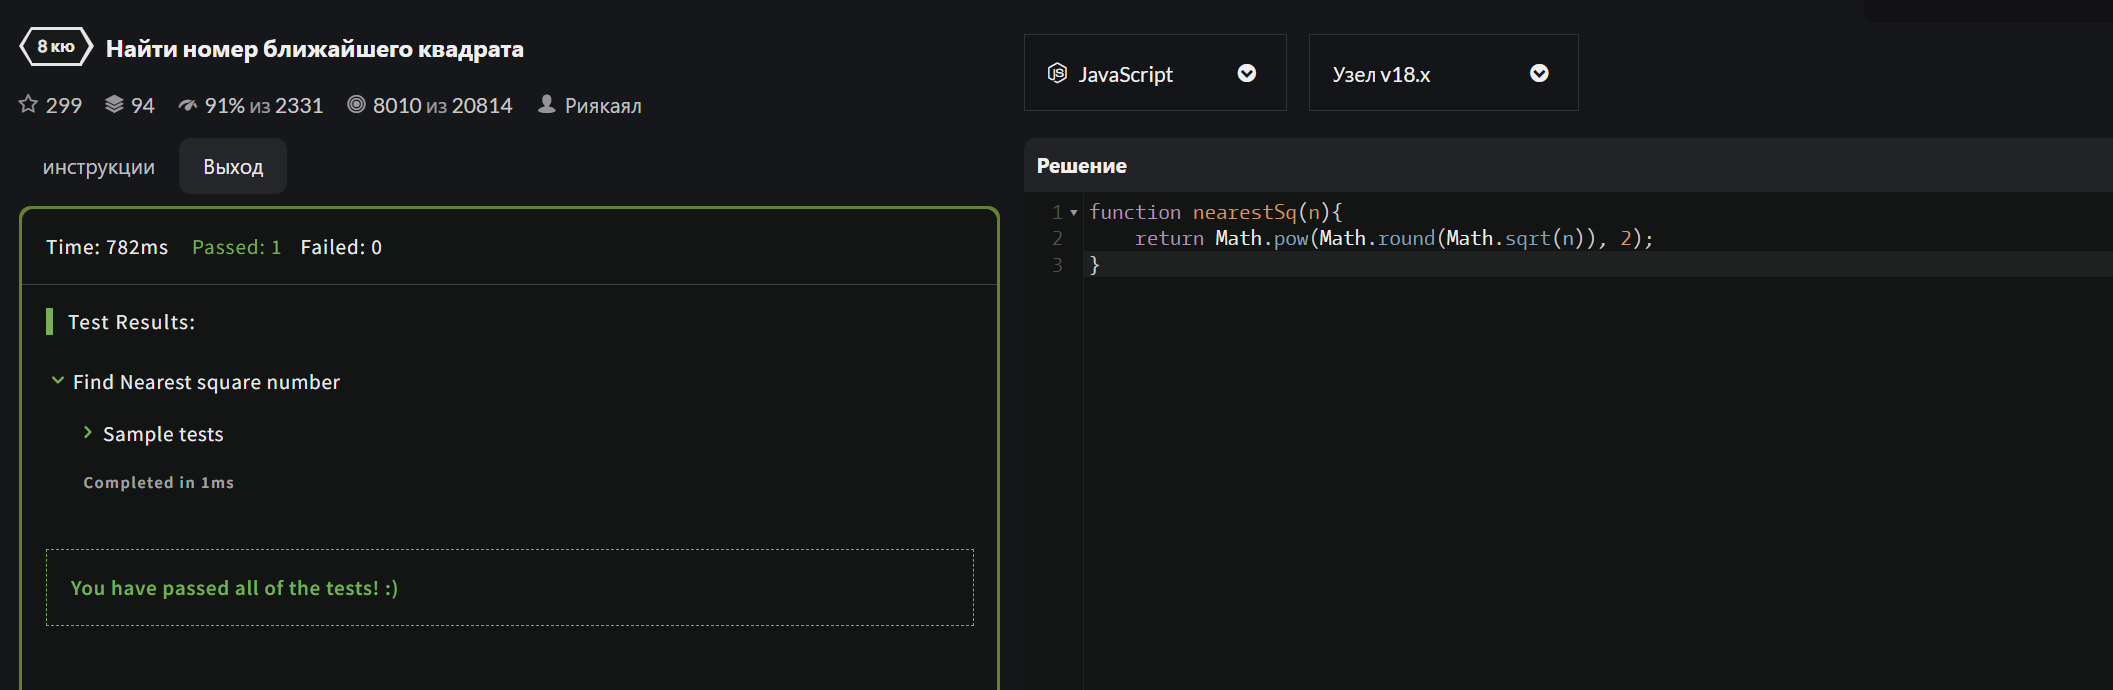 8 кю Найти номер ближайшего квадрата
299 94 91% из 2331 8010 из 20814 Риякаял
инструкции Выход
Time: 782ms Passed: 1 Failed: 0
Test Results:
Find Nearest square number
Sample tests
Completed in 1ms
You have passed all of the tests! :)
JS JavaScript Узел v18.x
Решение
1 function nearestSq(n){
2 return Math.pow(Math.round(Math.sqrt(n)), 2);
3 }